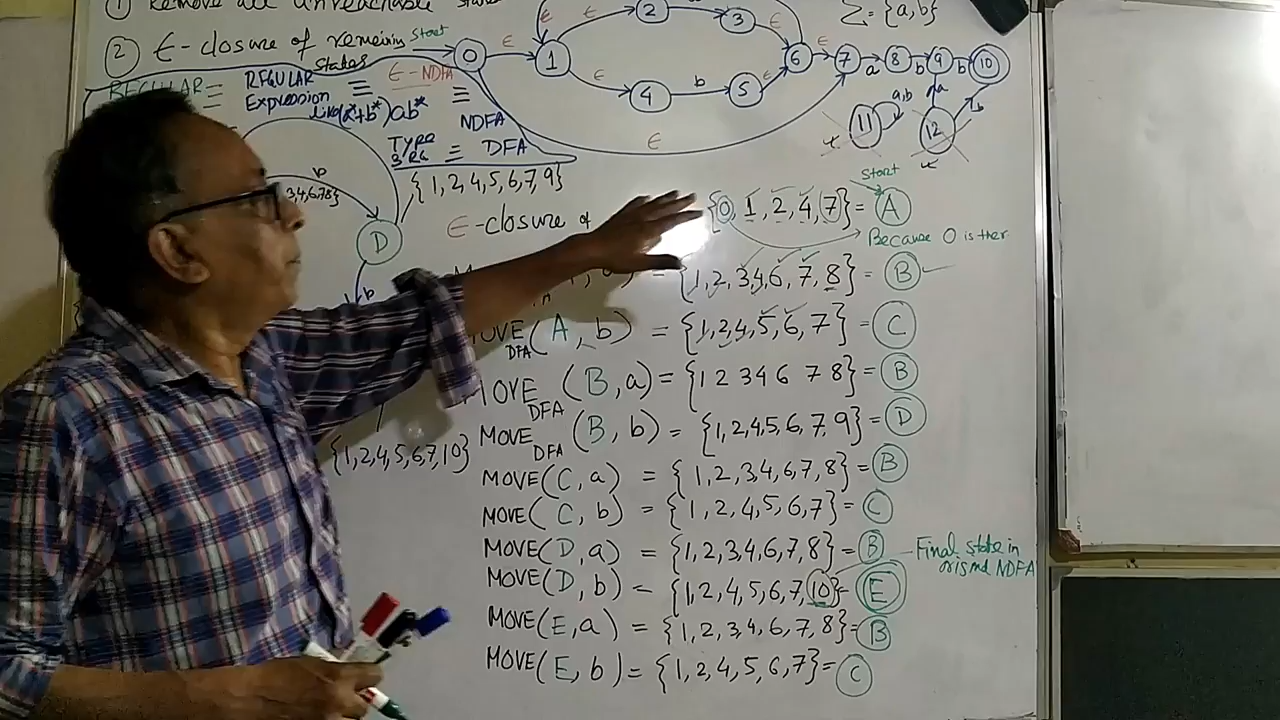 ① Remove all unreachable states
② ϵ-closure of remaining states
Σ = {a,b}
start
0 ϵ 1 ϵ ϵ 2 3 ϵ ϵ 6 ϵ 7 a 8 b 9 b 10
ϵ 4 b 5 ϵ
ϵ
a,b
11 12
a
b
x x
REGULAR ≡ REGULAR Expression ≡ ϵ-NDFA
≡ NDFA
≡ DFA
b
D
b
{1,2,4,5,6,7,9}
{1,2,4,5,6,7,10}
ϵ-closure of
{0,1,2,4,7} = A
Start
Because 0 is ther
= {1,2,3,4,6,7,8} = B
MOVE DFA (A, b) = {1,2,4,5,6,7} = C
MOVE DFA (B,a) = {1 2 3 4 6 7 8} = B
MOVE DFA (B, b) = {1,2,4,5,6,7,9} = D
MOVE(C,a) = {1,2,3,4,6,7,8} = B
MOVE(C, b) = {1,2,4,5,6,7} = C
MOVE(D,a) = {1,2,3,4,6,7,8} = B
Final state in
NDFA
MOVE(D, b) = {1,2,4,5,6,7,10} = E
MOVE(E,a) = {1,2,3,4,6,7,8} = B
MOVE(E, b) = {1,2,4,5,6,7} = C